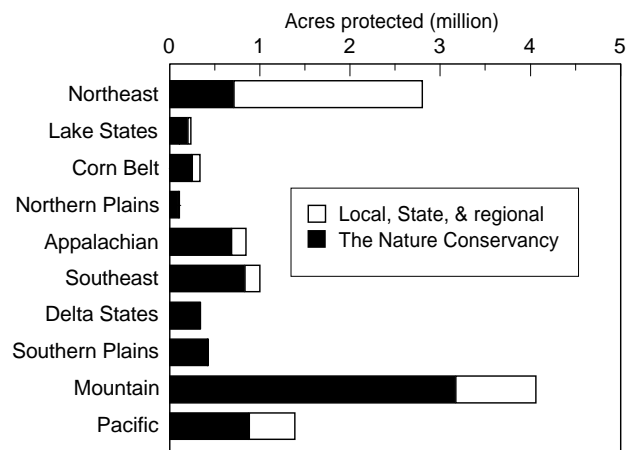 Acres protected (million)
0 1 2 3 4 5
Northeast
Lake States
Corn Belt
Northern Plains
Appalachian
Southeast
Delta States
Southern Plains
Mountain
Pacific
Local, State, & regional
The Nature Conservancy